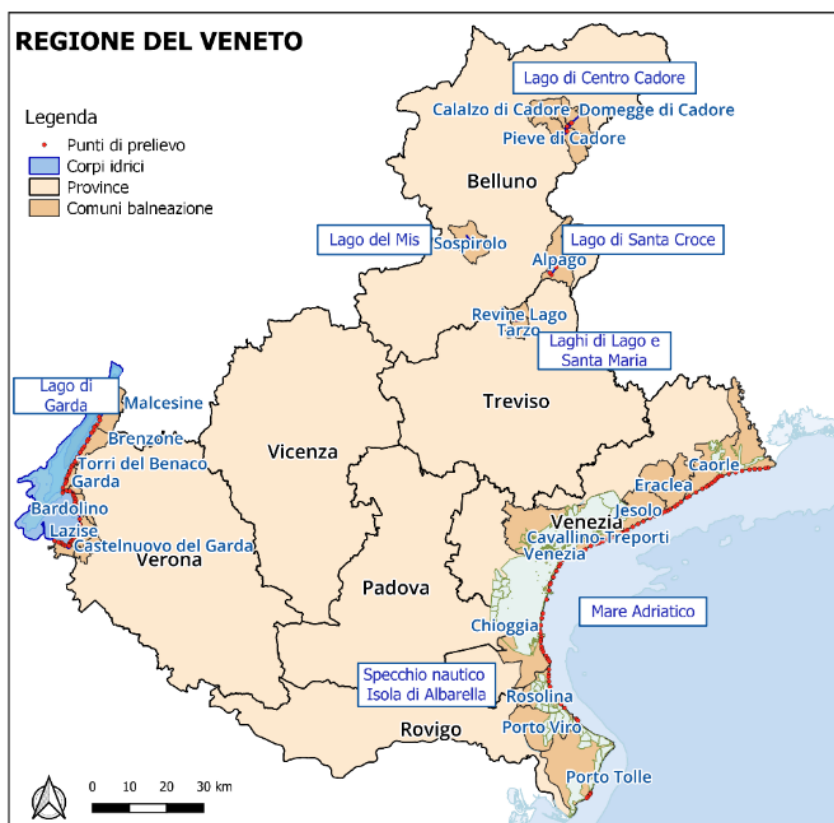 REGIONE DEL VENETO
Legenda
Punti di prelievo
Corpi idrici
Province
Comuni balneazione
Lago di Centro Cadore
Calalzo di Cadore
Domegge di Cadore
Pieve di Cadore
Belluno
Lago del Mis
Sospirolo
Lago di Santa Croce
Alpago
Revine Lago
Tarzo
Laghi di Lago e
Santa Maria
Lago di
Garda
Malcesine
Brenzone
Torri del Benaco
Garda
Bardolino
Lazise
Castelnuovo del Garda
Verona
Vicenza
Treviso
Padova
Caorle
Eraclea
Jesolo
Venezia
Cavallino-Treporti
Venezia
Mare Adriatico
Chioggia
Specchio nautico
Isola di Albarella
Rosolina
Rovigo
Porto Viro
Porto Tolle
0 10 20 30 km